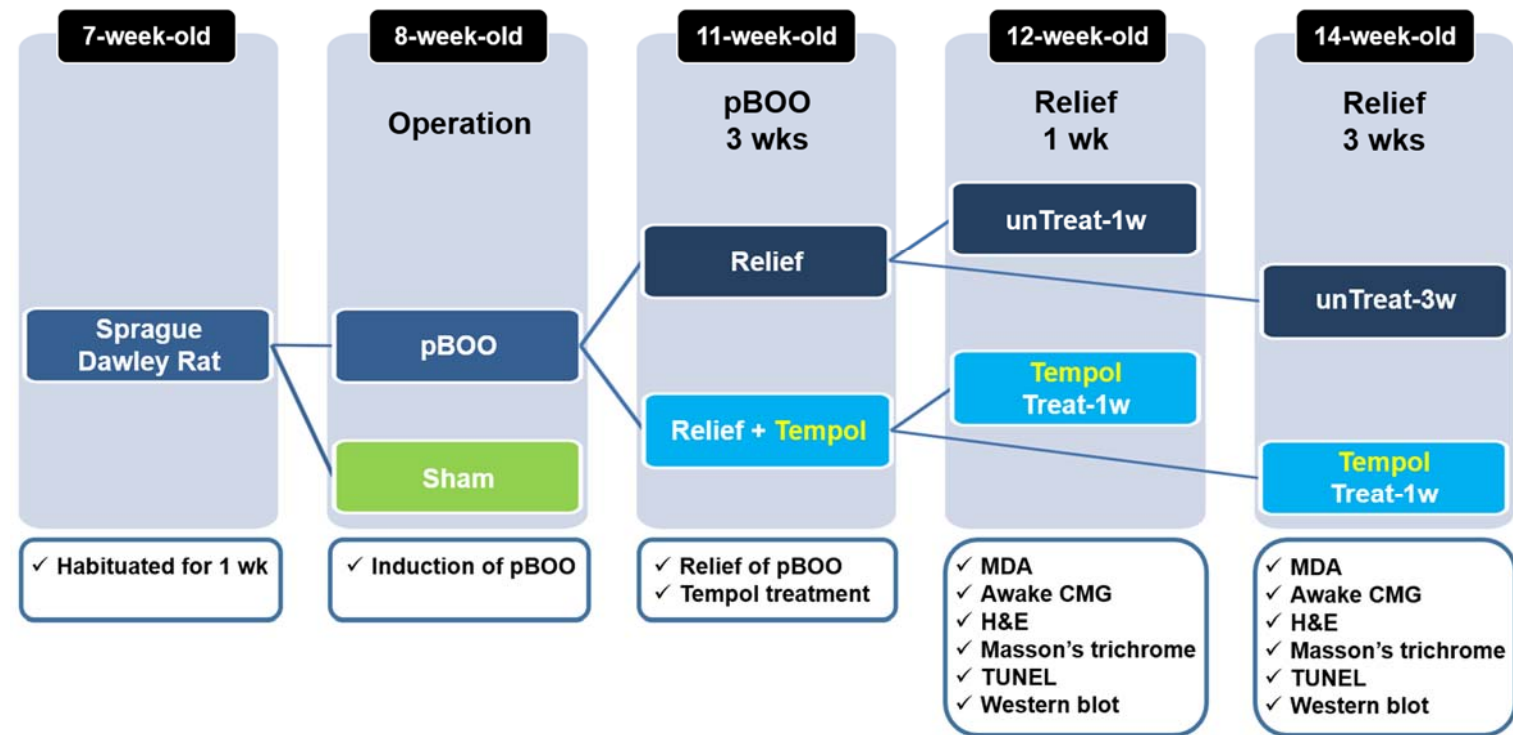 7-week-old
8-week-old
11-week-old
12-week-old
14-week-old
Operation
pBOO
3 wks
Relief
1 wk
Relief
3 wks
Sprague
Dawley Rat
pBOO
Sham
Relief
Relief + Tempol
unTreat-1w
Tempol
Treat-1w
unTreat-3w
Tempol
Treat-1w
✓ Habituated for 1 wk
✓ Induction of pBOO
✓ Relief of pBOO
✓ Tempol treatment
✓ MDA
✓ Awake CMG
✓ H&E
✓ Masson's trichrome
✓ TUNEL
✓ Western blot
✓ MDA
✓ Awake CMG
✓ H&E
✓ Masson's trichrome
✓ TUNEL
✓ Western blot